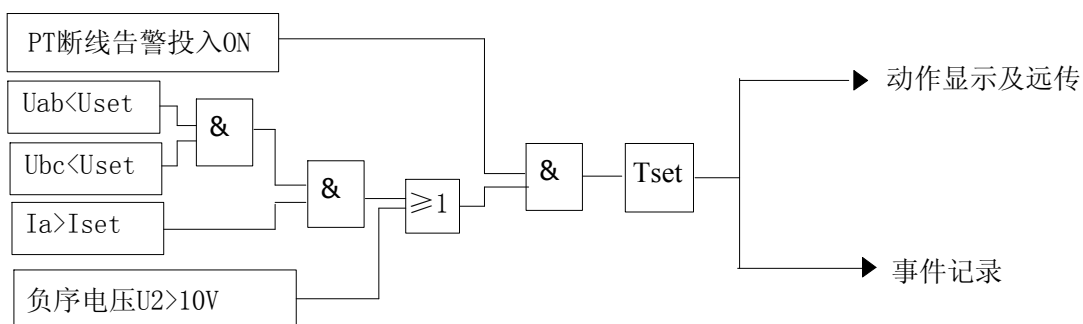 PT断线告警投入ON
Uab<Uset
Ubc<Uset
Ia>Iset
负序电压U2>10V
&
&
≥1
&
Tset
动作显示及远传
事件记录